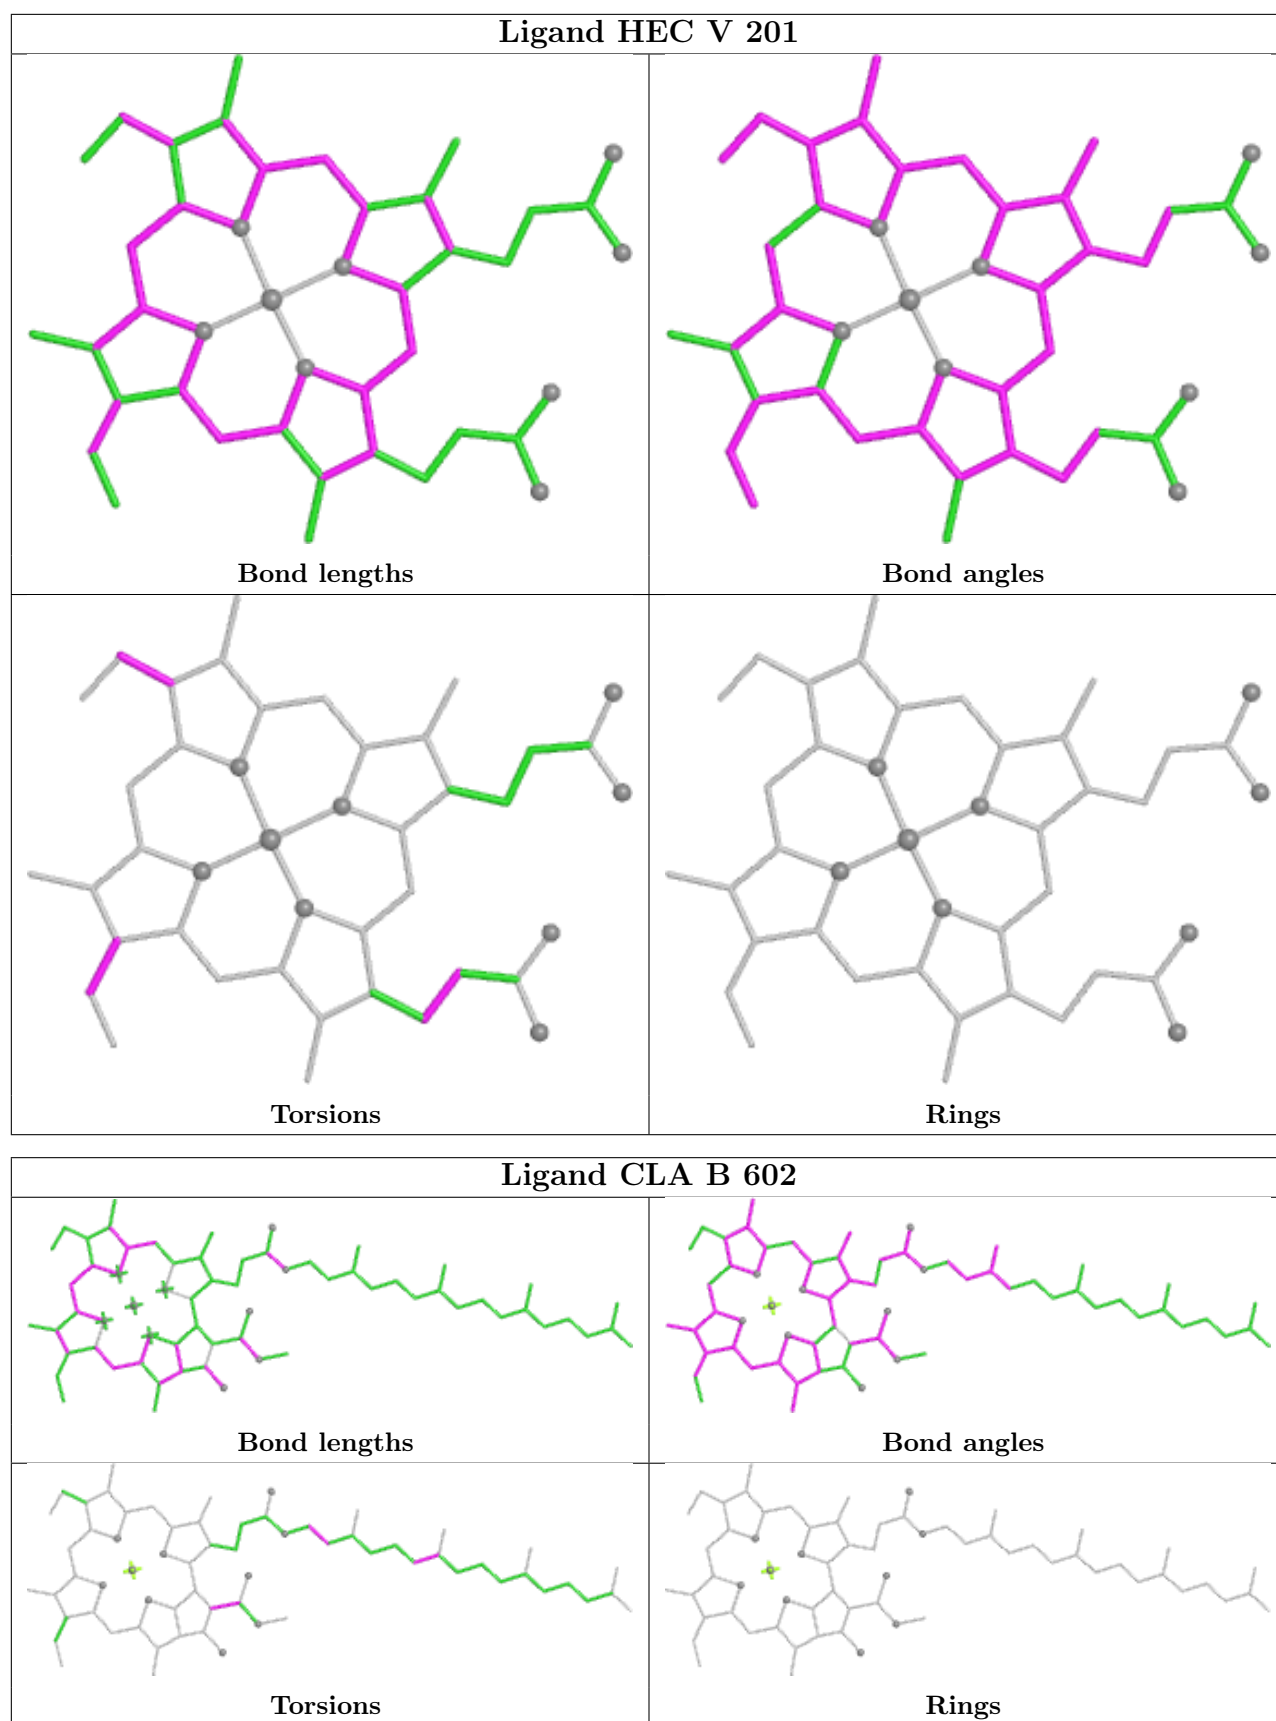 Ligand HEC V 201
Bond lengths
Bond angles
Torsions
Rings
Ligand CLA B 602
Bond lengths
Bond angles
Torsions
Rings